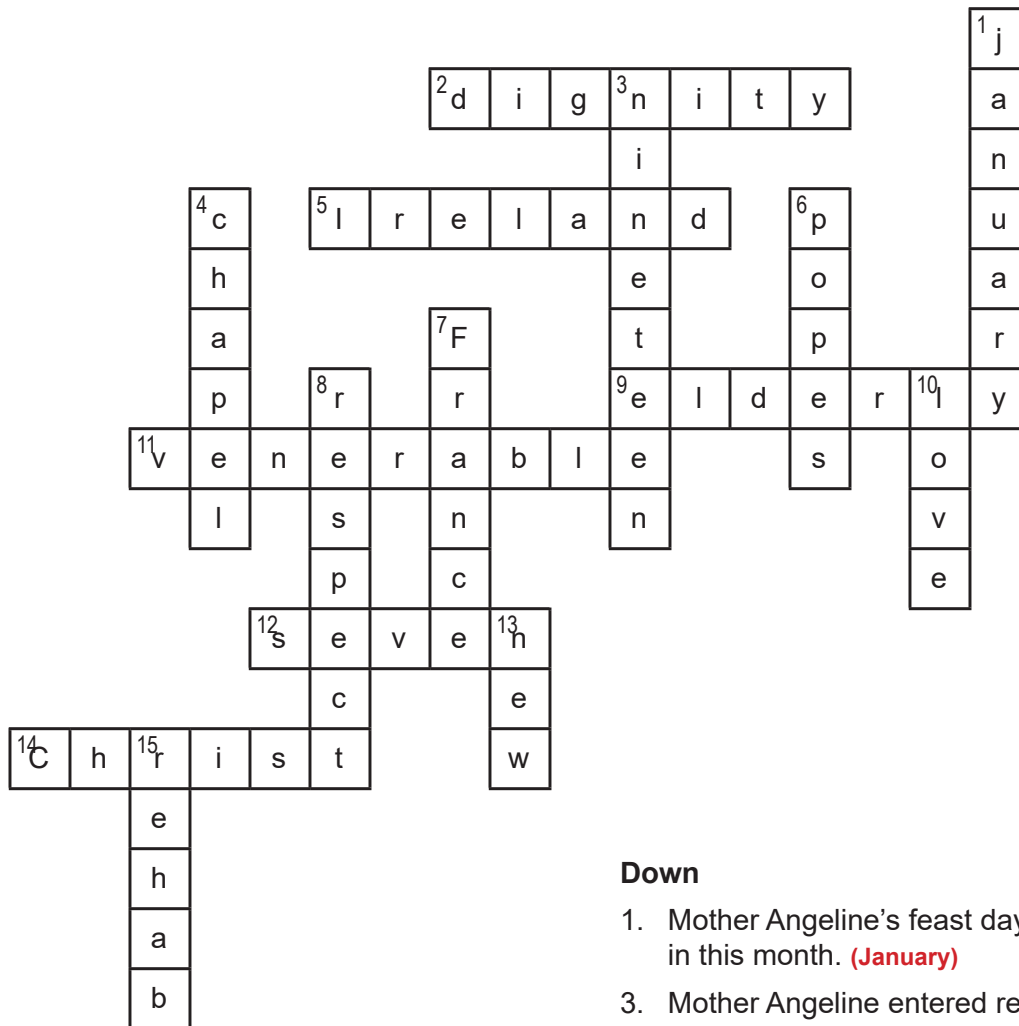 1 j
2 d i g 3 n i t y a
i n
4 c 5 I r e l a n d 6 p u
h e o a
a 7 F t p r
p 8 r r 9 e l d e r 10 l y
11 v e n e r a b l e s o
l s n n v
p c e
12 s e v e 13 n
c e
14 C h 15 r i s t w
e
h
a
b
Down
1. Mother Angeline’s feast day
in this month. (January)
3. Mother Angeline entered re